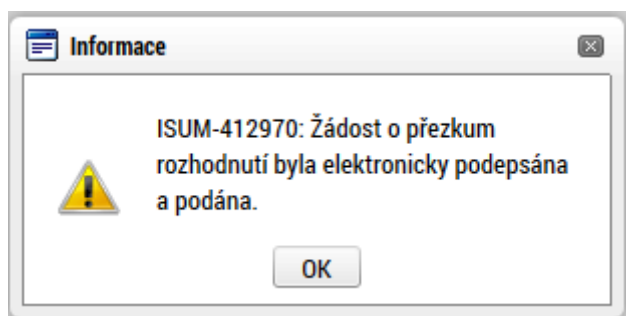 Informace
ISUM-412970: Žádost o přezkum
rozhodnutí byla elektronicky podepsána
a podána.
OK